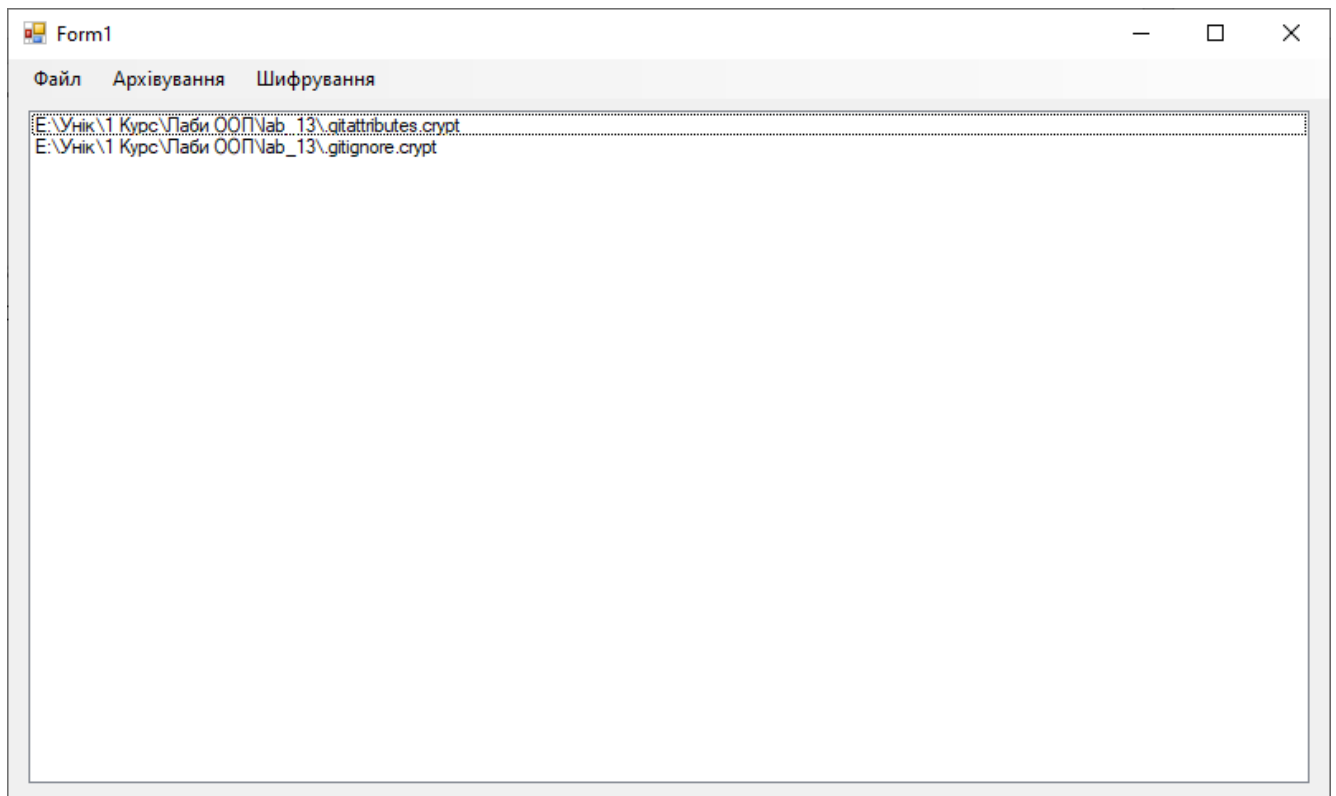 Form1
Файл Архівування Шифрування
E:\Унік\1 Курс\Лаби ООП\lab_13\.gitattributes.crypt
E:\Унік\1 Курс\Лаби ООП\lab_13\.gitignore.crypt